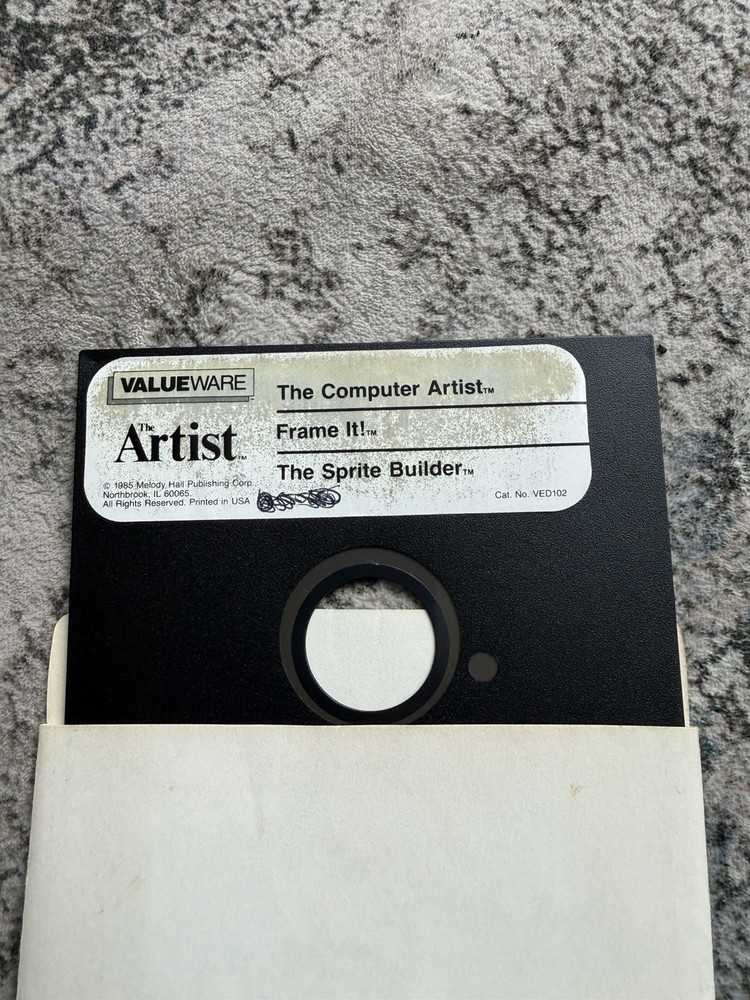 VALUEWARE
The Artist™
© 1985 Melody Hall Publishing Corp.
Northbrook, IL 60065.
All Rights Reserved. Printed in USA
The Computer Artist™
Frame It!™
The Sprite Builder™
Cat. No. VED102